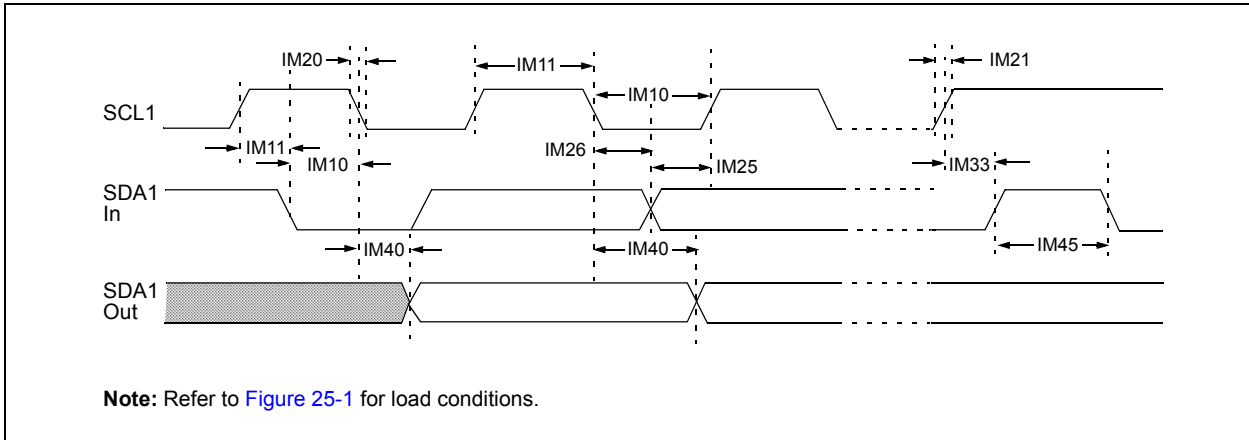 IM20
IM11
IM21
IM10
SCL1
IM11
IM10
IM26
IM25
IM33
SDA1
In
IM40
IM40
IM45
SDA1
Out
Note: Refer to Figure 25-1 for load conditions.